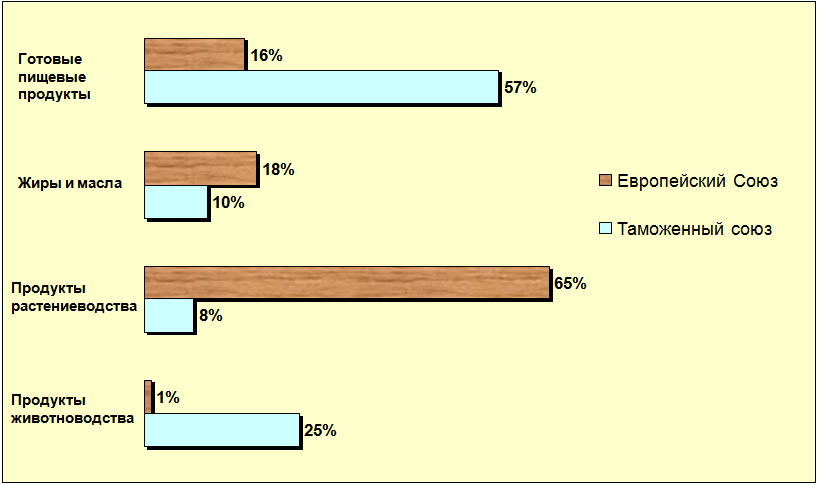 Готовые
пищевые
продукты
16%
57%
Жиры и масла
18%
10%
Европейский Союз
Таможенный союз
Продукты
растениеводства
65%
8%
Продукты
животноводства
1%
25%